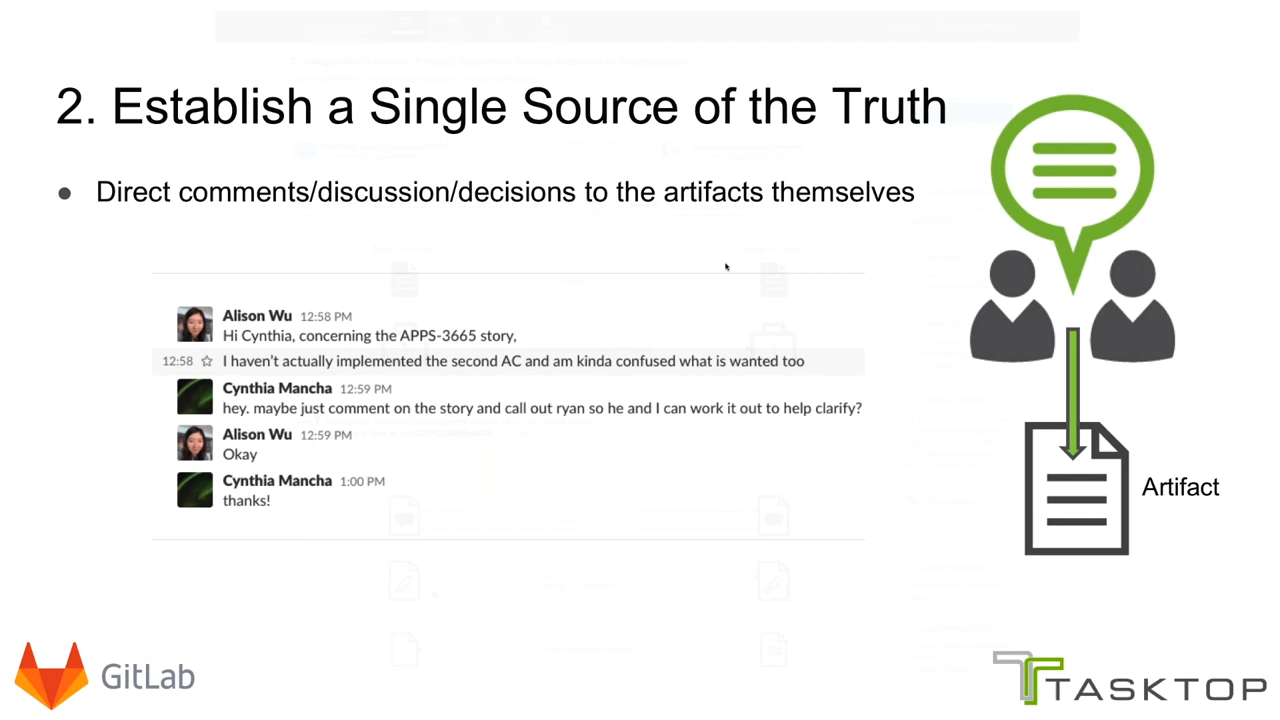 2. Establish a Single Source of the Truth
● Direct comments/discussion/decisions to the artifacts themselves
Alison Wu 12:58 PM
Hi Cynthia, concerning the APPS-3665 story,
12:58 ☆ I haven't actually implemented the second AC and am kinda confused what is wanted too
Cynthia Mancha 12:59 PM
hey. maybe just comment on the story and call out ryan so he and I can work it out to help clarify?
Alison Wu 12:59 PM
Okay
Cynthia Mancha 1:00 PM
thanks!
Artifact
GitLab
TASKTOP